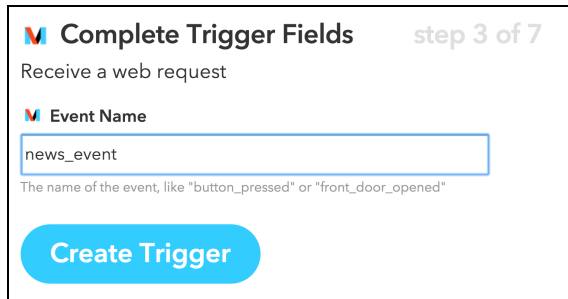 Complete Trigger Fields step 3 of 7
Receive a web request
Event Name
news_event
The name of the event, like "button_pressed" or "front_door_opened"
Create Trigger